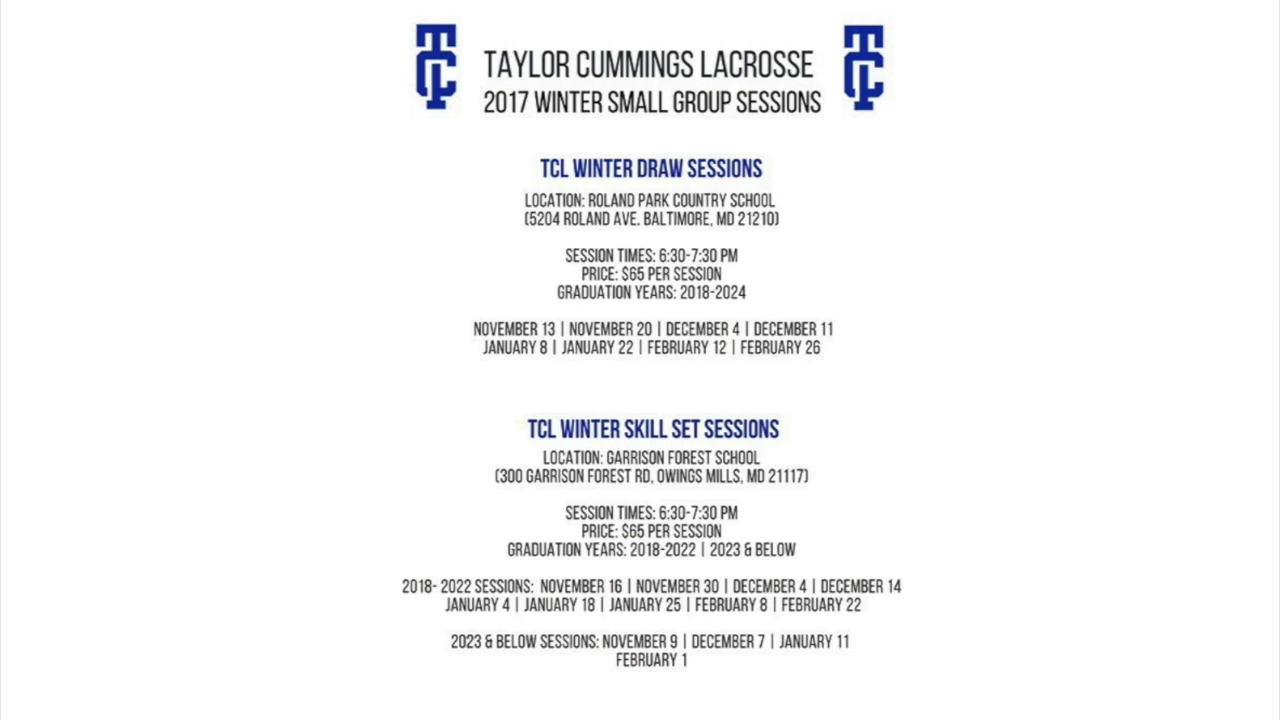 TAYLOR CUMMINGS LACROSSE
2017 WINTER SMALL GROUP SESSIONS
TCL WINTER DRAW SESSIONS
LOCATION: ROLAND PARK COUNTRY SCHOOL
(5204 ROLAND AVE. BALTIMORE, MD 21210)
SESSION TIMES: 6:30-7:30 PM
PRICE: $65 PER SESSION
GRADUATION YEARS: 2018-2024
NOVEMBER 13 | NOVEMBER 20 | DECEMBER 4 | DECEMBER 11
JANUARY 8 | JANUARY 22 | FEBRUARY 12 | FEBRUARY 26
TCL WINTER SKILL SET SESSIONS
LOCATION: GARRISON FOREST SCHOOL
(300 GARRISON FOREST RD, OWINGS MILLS, MD 21117)
SESSION TIMES: 6:30-7:30 PM
PRICE: $65 PER SESSION
GRADUATION YEARS: 2018-2022 | 2023 & BELOW
2018- 2022 SESSIONS: NOVEMBER 16 | NOVEMBER 30 | DECEMBER 4 | DECEMBER 14
JANUARY 4 | JANUARY 18 | JANUARY 25 | FEBRUARY 8 | FEBRUARY 22
2023 & BELOW SESSIONS: NOVEMBER 9 | DECEMBER 7 | JANUARY 11
FEBRUARY 1